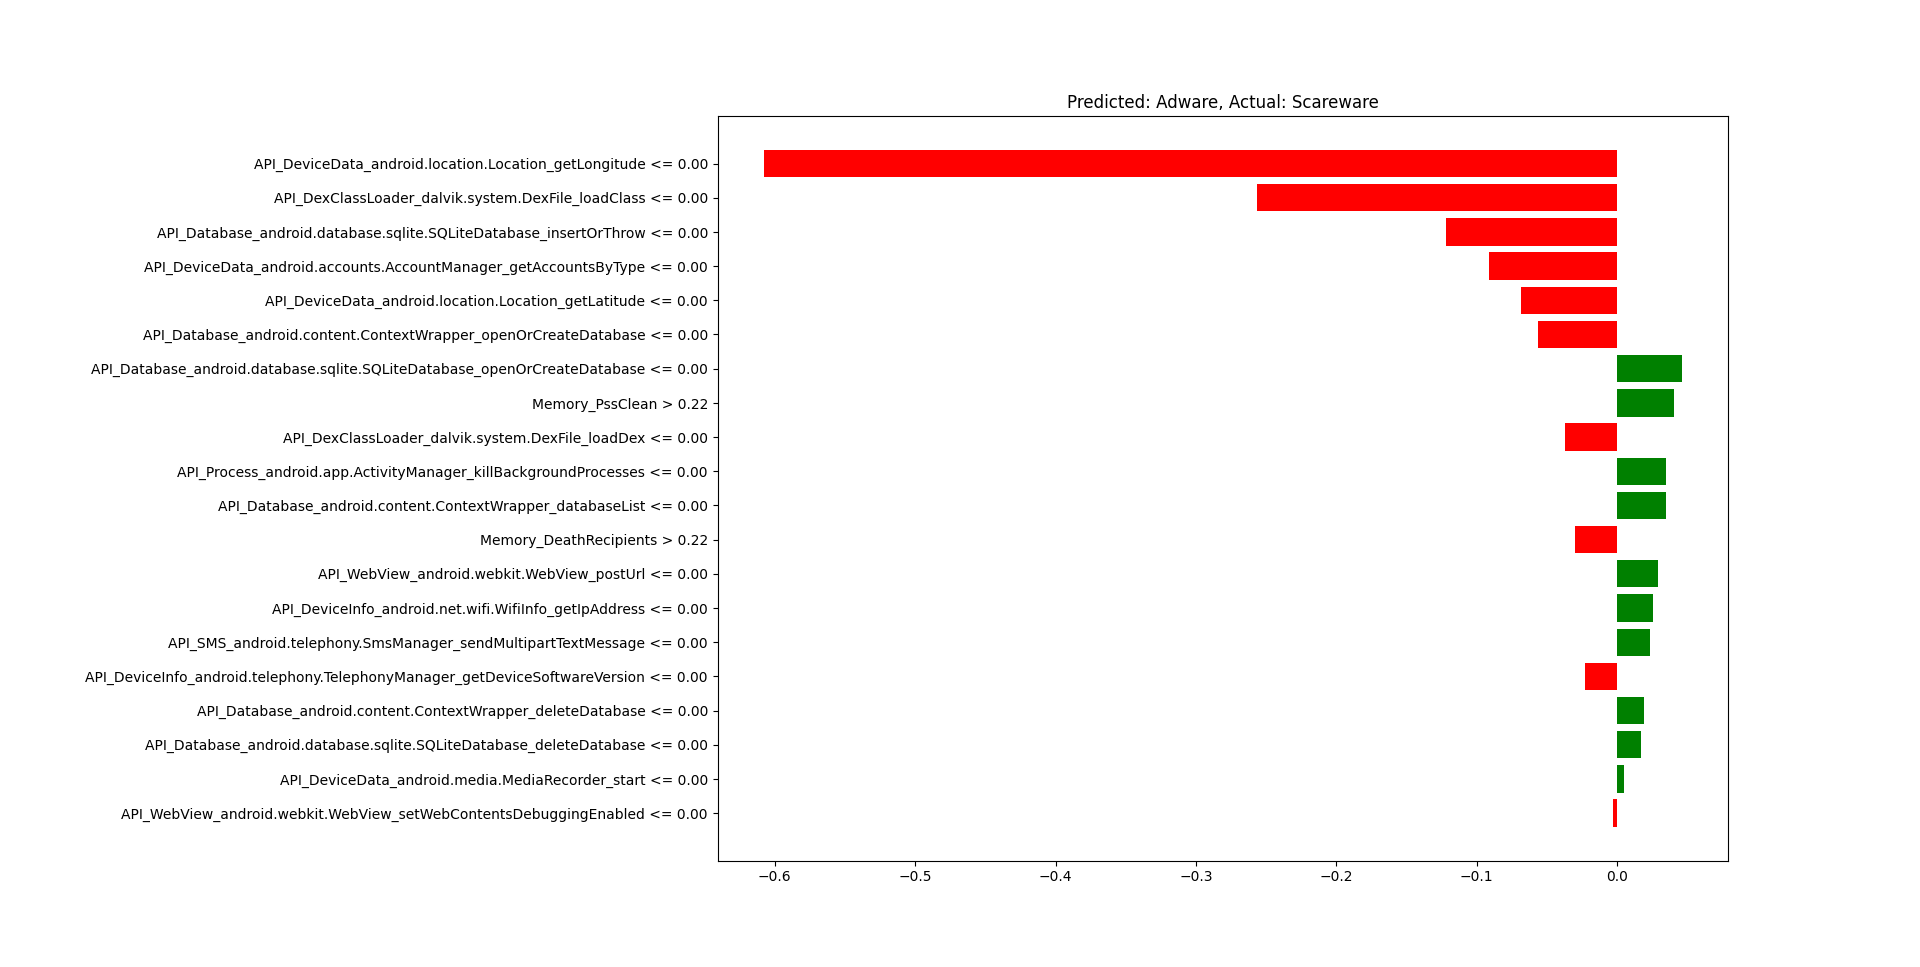 Predicted: Adware, Actual: Scareware
API_DeviceData_android.location.Location_getLongitude <= 0.00
API_DexClassLoader_dalvik.system.DexFile_loadClass <= 0.00
API_Database_android.database.sqlite.SQLiteDatabase_insertOrThrow <= 0.00
API_DeviceData_android.accounts.AccountManager_getAccountsByType <= 0.00
API_DeviceData_android.location.Location_getLatitude <= 0.00
API_Database_android.content.ContextWrapper_openOrCreateDatabase <= 0.00
API_Database_android.database.sqlite.SQLiteDatabase_openOrCreateDatabase <= 0.00
Memory_PssClean > 0.22
API_DexClassLoader_dalvik.system.DexFile_loadDex <= 0.00
API_Process_android.app.ActivityManager_killBackgroundProcesses <= 0.00
API_Database_android.content.ContextWrapper_databaseList <= 0.00
Memory_DeathRecipients > 0.22
API_WebView_android.webkit.WebView_postUrl <= 0.00
API_DeviceInfo_android.net.wifi.WifiInfo_getIpAddress <= 0.00
API_SMS_android.telephony.SmsManager_sendMultipartTextMessage <= 0.00
API_DeviceInfo_android.telephony.TelephonyManager_getDeviceSoftwareVersion <= 0.00
API_Database_android.content.ContextWrapper_deleteDatabase <= 0.00
API_Database_android.database.sqlite.SQLiteDatabase_deleteDatabase <= 0.00
API_DeviceData_android.media.MediaRecorder_start <= 0.00
API_WebView_android.webkit.WebView_setWebContentsDebuggingEnabled <= 0.00
−0.6 −0.5 −0.4 −0.3 −0.2 −0.1 0.0